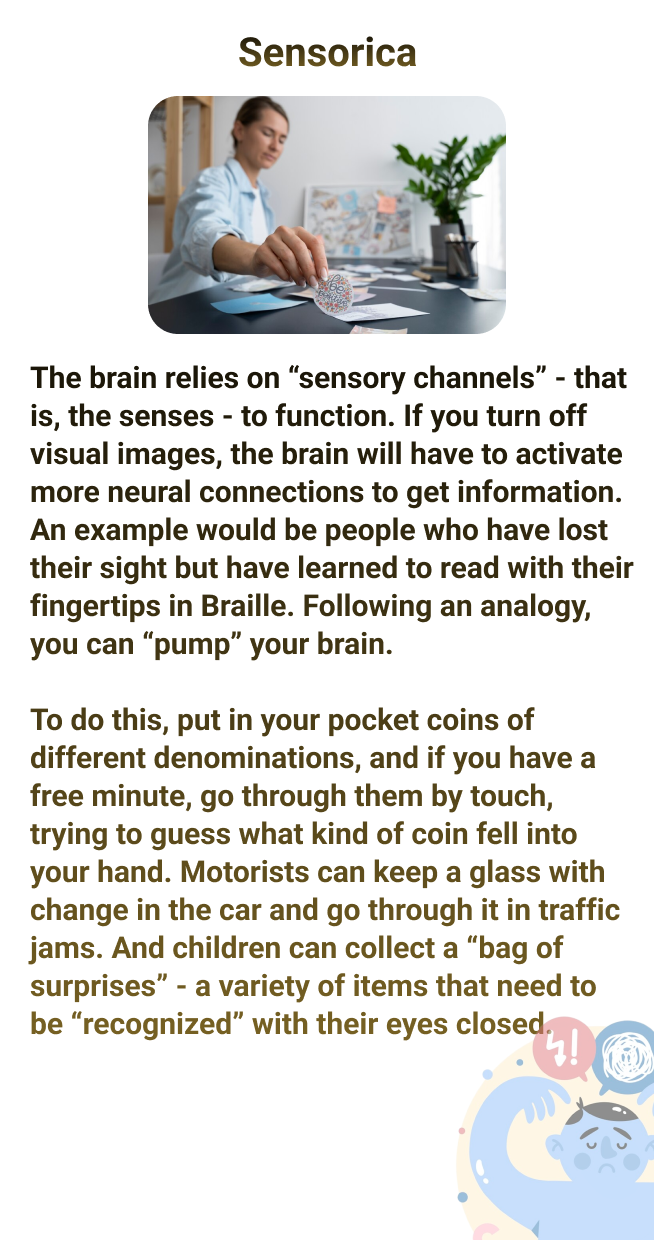 Sensorica
The brain relies on “sensory channels” - that
is, the senses - to function. If you turn off
visual images, the brain will have to activate
more neural connections to get information.
An example would be people who have lost
their sight but have learned to read with their
fingertips in Braille. Following an analogy,
you can “pump” your brain.
To do this, put in your pocket coins of
different denominations, and if you have a
free minute, go through them by touch,
trying to guess what kind of coin fell into
your hand. Motorists can keep a glass with
change in the car and go through it in traffic
jams. And children can collect a “bag of
surprises” - a variety of items that need to
be “recognized” with their eyes closed.